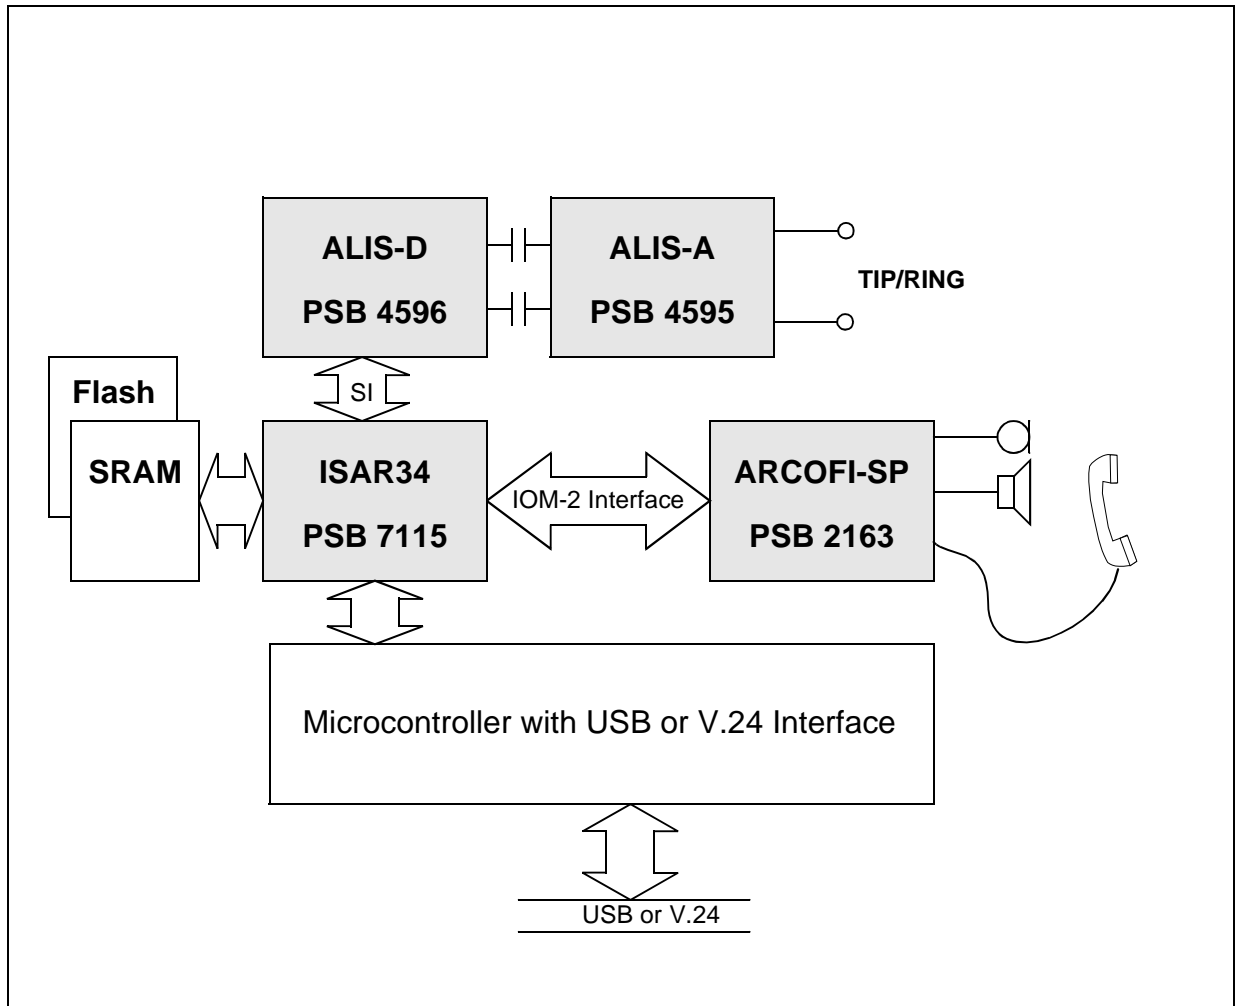 ALIS-D
PSB 4596
ALIS-A
PSB 4595
TIP/RING
SI
Flash
SRAM
ISAR34
PSB 7115
IOM-2 Interface
ARCOFI-SP
PSB 2163
Microcontroller with USB or V.24 Interface
USB or V.24